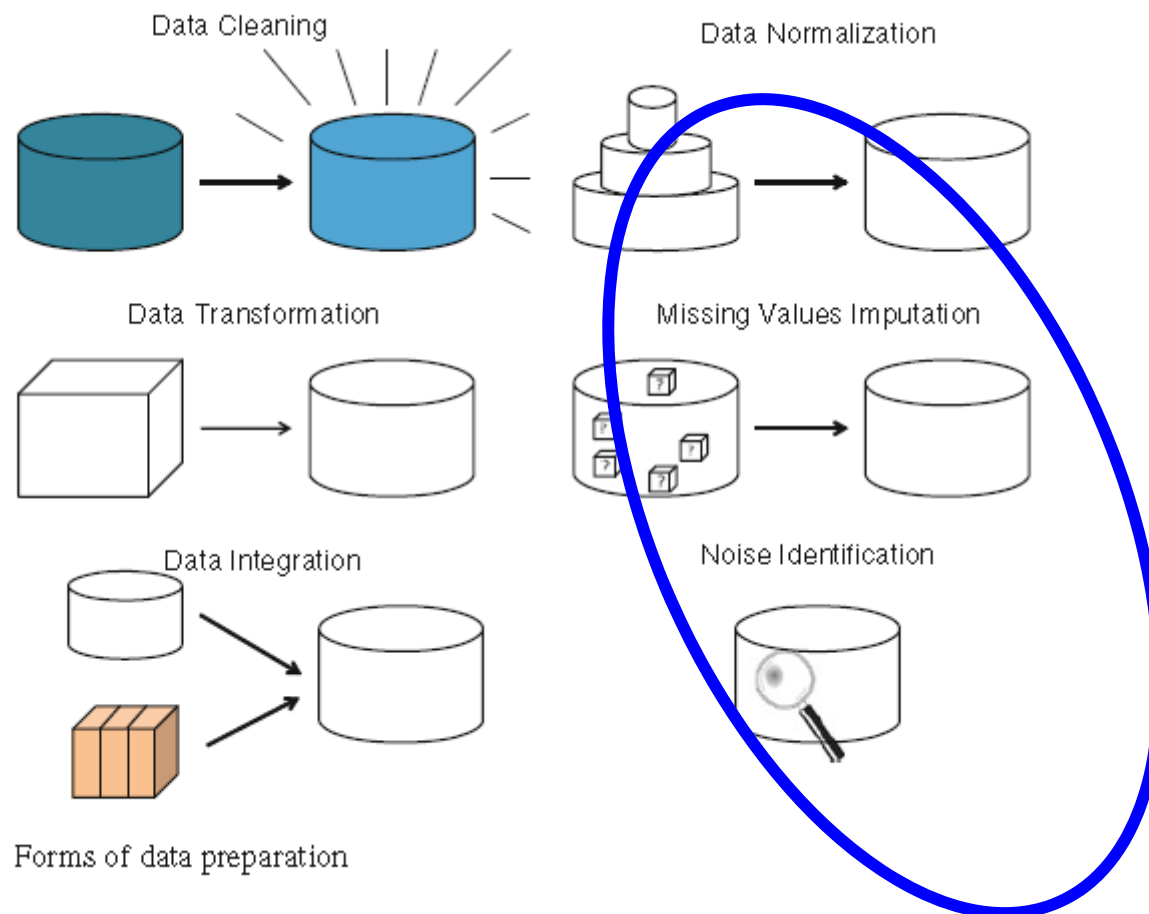 Data Cleaning
Data Normalization
Data Transformation
Missing Values Imputation
? ? ? ? ?
Data Integration
Noise Identification
Forms of data preparation